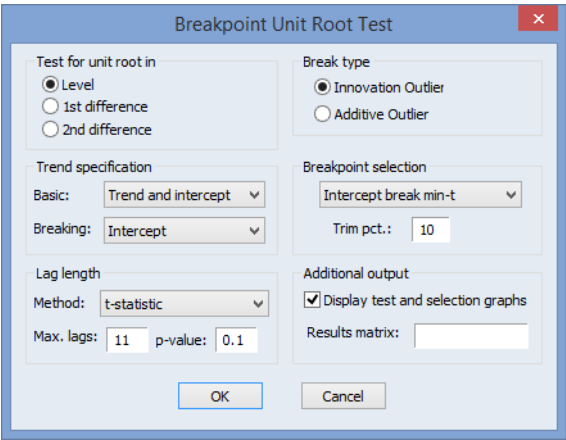 Breakpoint Unit Root Test
Test for unit root in
Level
1st difference
2nd difference
Break type
Innovation Outlier
Additive Outlier
Trend specification
Basic: Trend and intercept
Breaking: Intercept
Breakpoint selection
Intercept break min-t
Trim pct.: 10
Lag length
Method: t-statistic
Max. lags: 11 p-value: 0.1
Additional output
Display test and selection graphs
Results matrix:
OK
Cancel